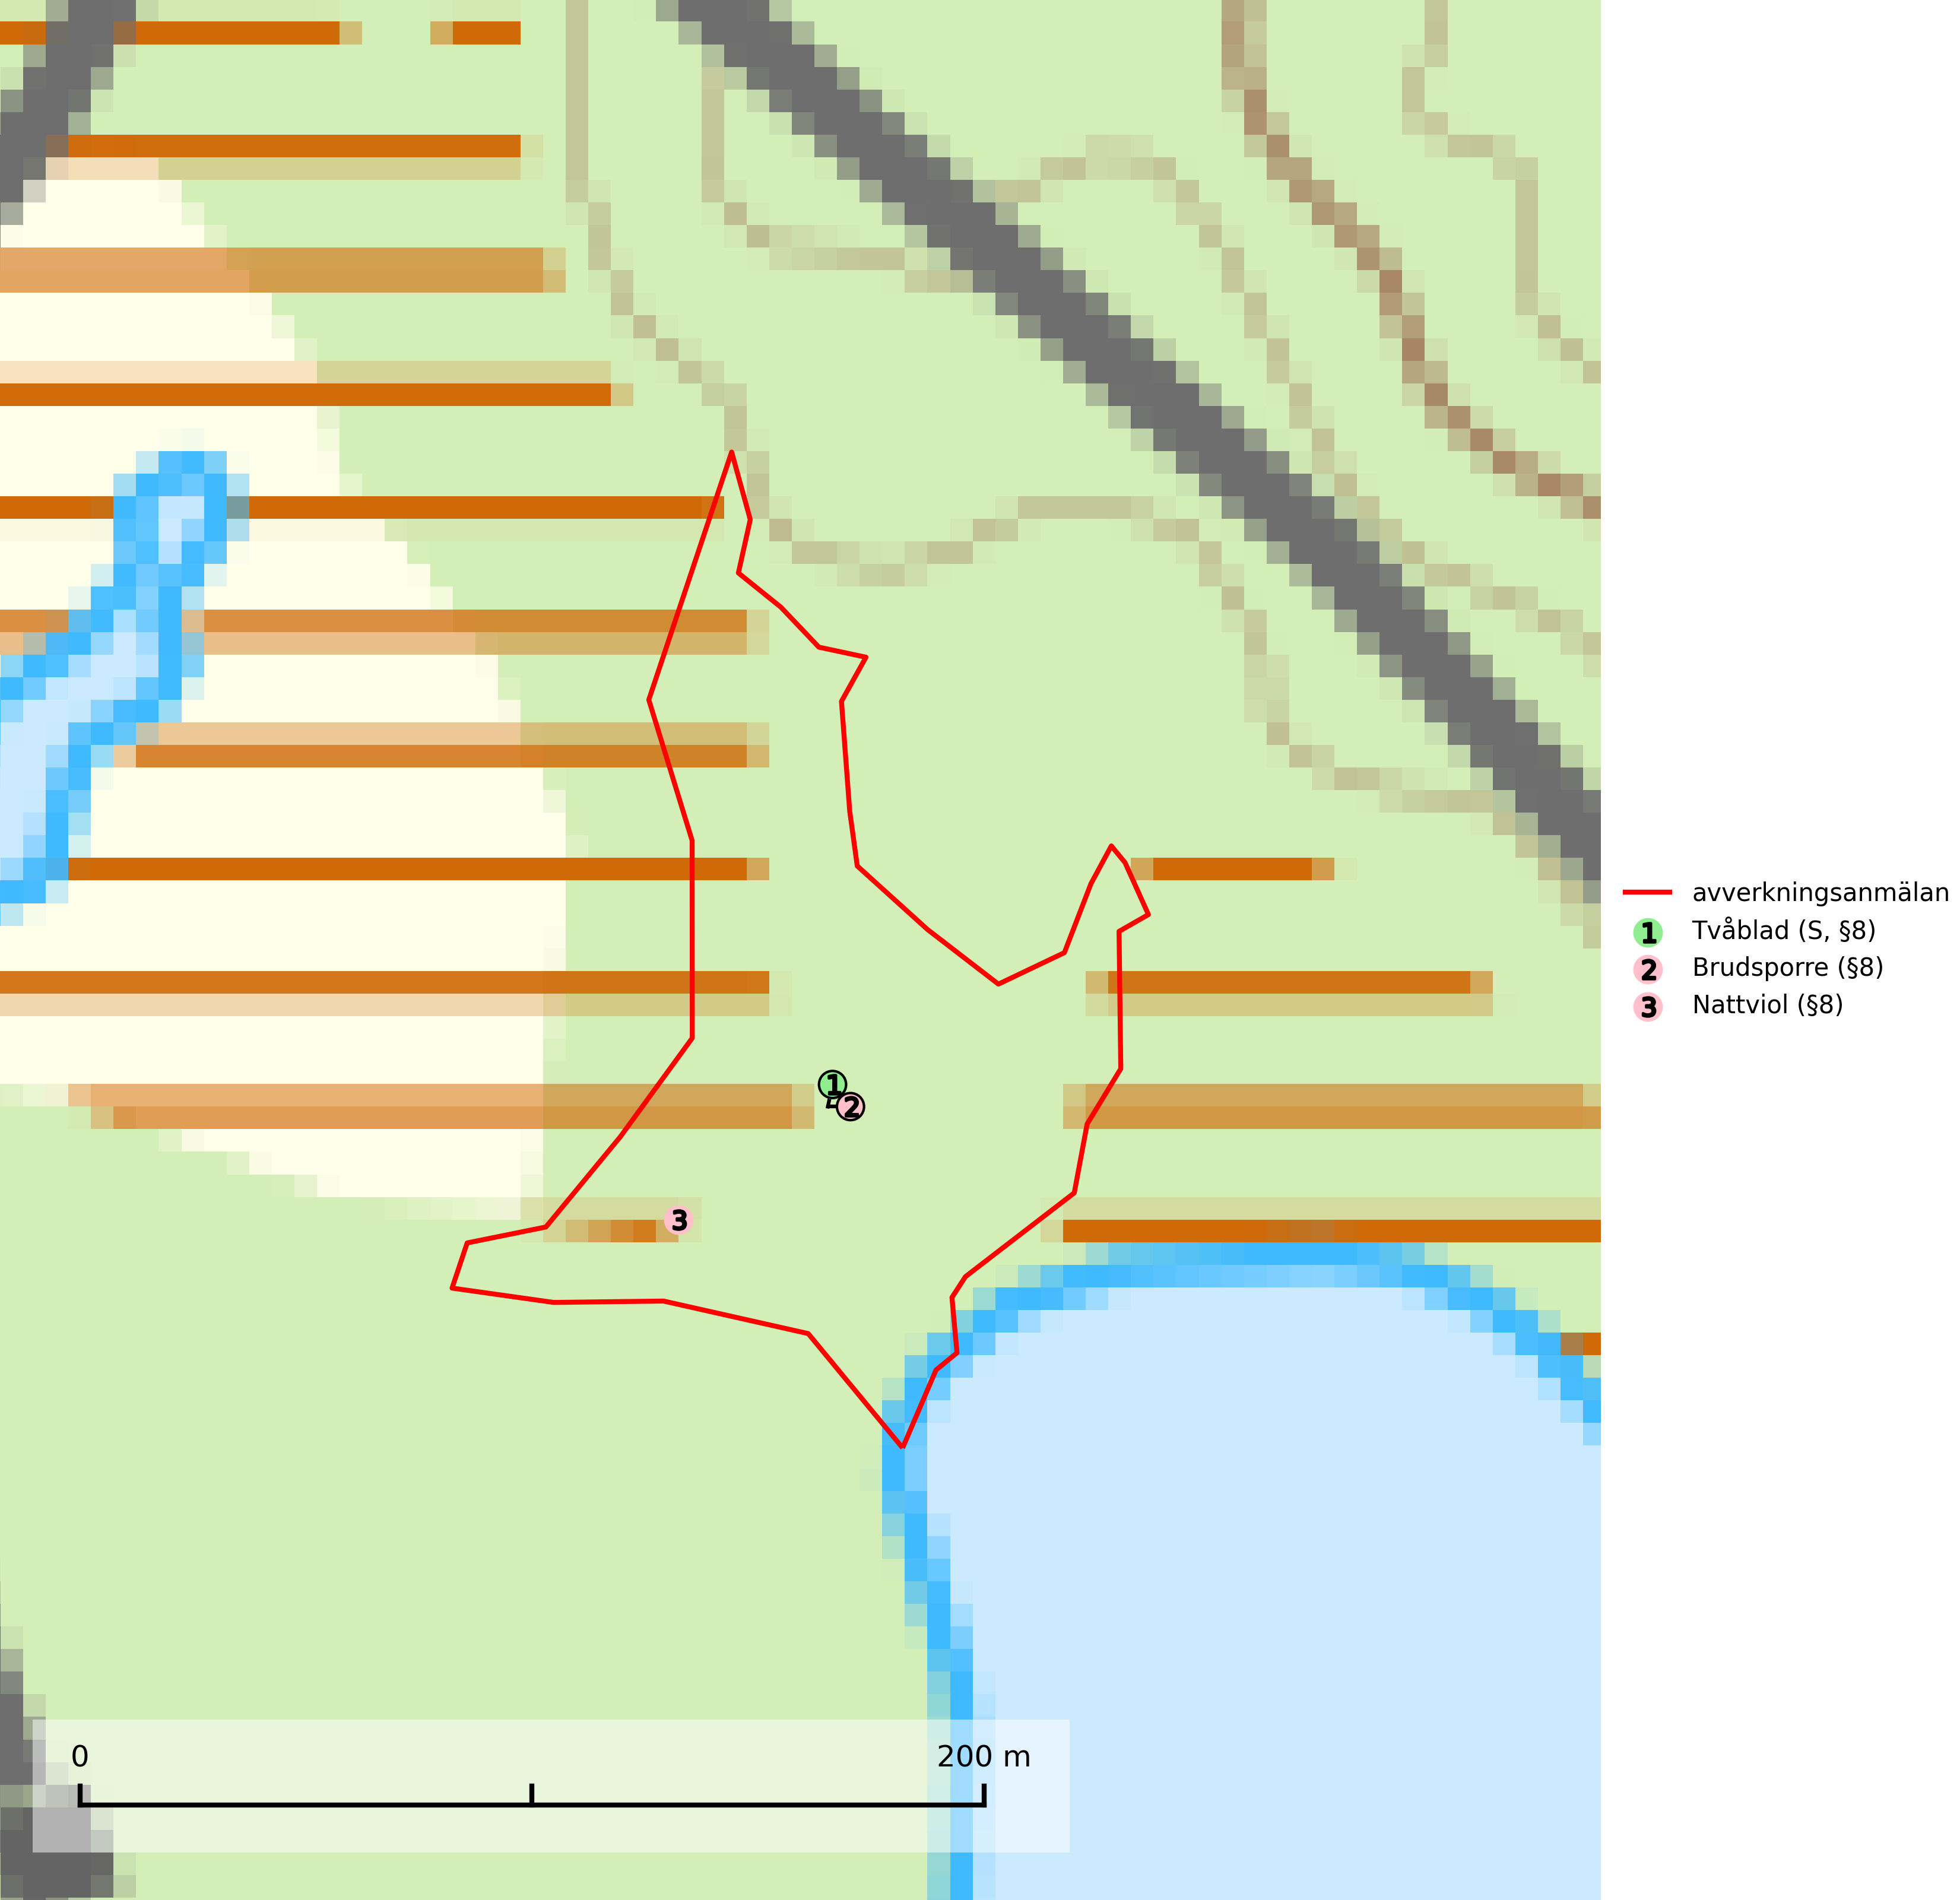 avverkningsanmälan
1 Tvåblad (S, §8)
2 Brudsporre (§8)
3 Nattviol (§8)
1
2
3
0 200 m